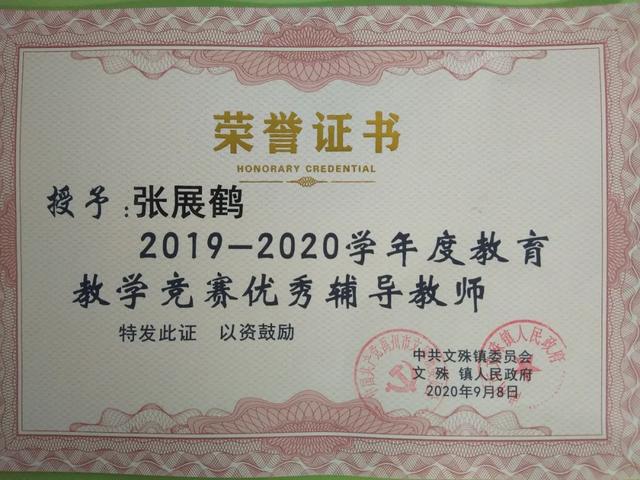 荣誉证书
HONORARY CREDENTIAL
授予:张展鹤
2019—2020学年度教育
教学竞赛优秀辅导教师
特发此证 以资鼓励
中共文殊镇委员会
文殊镇人民政府
2020年9月8日